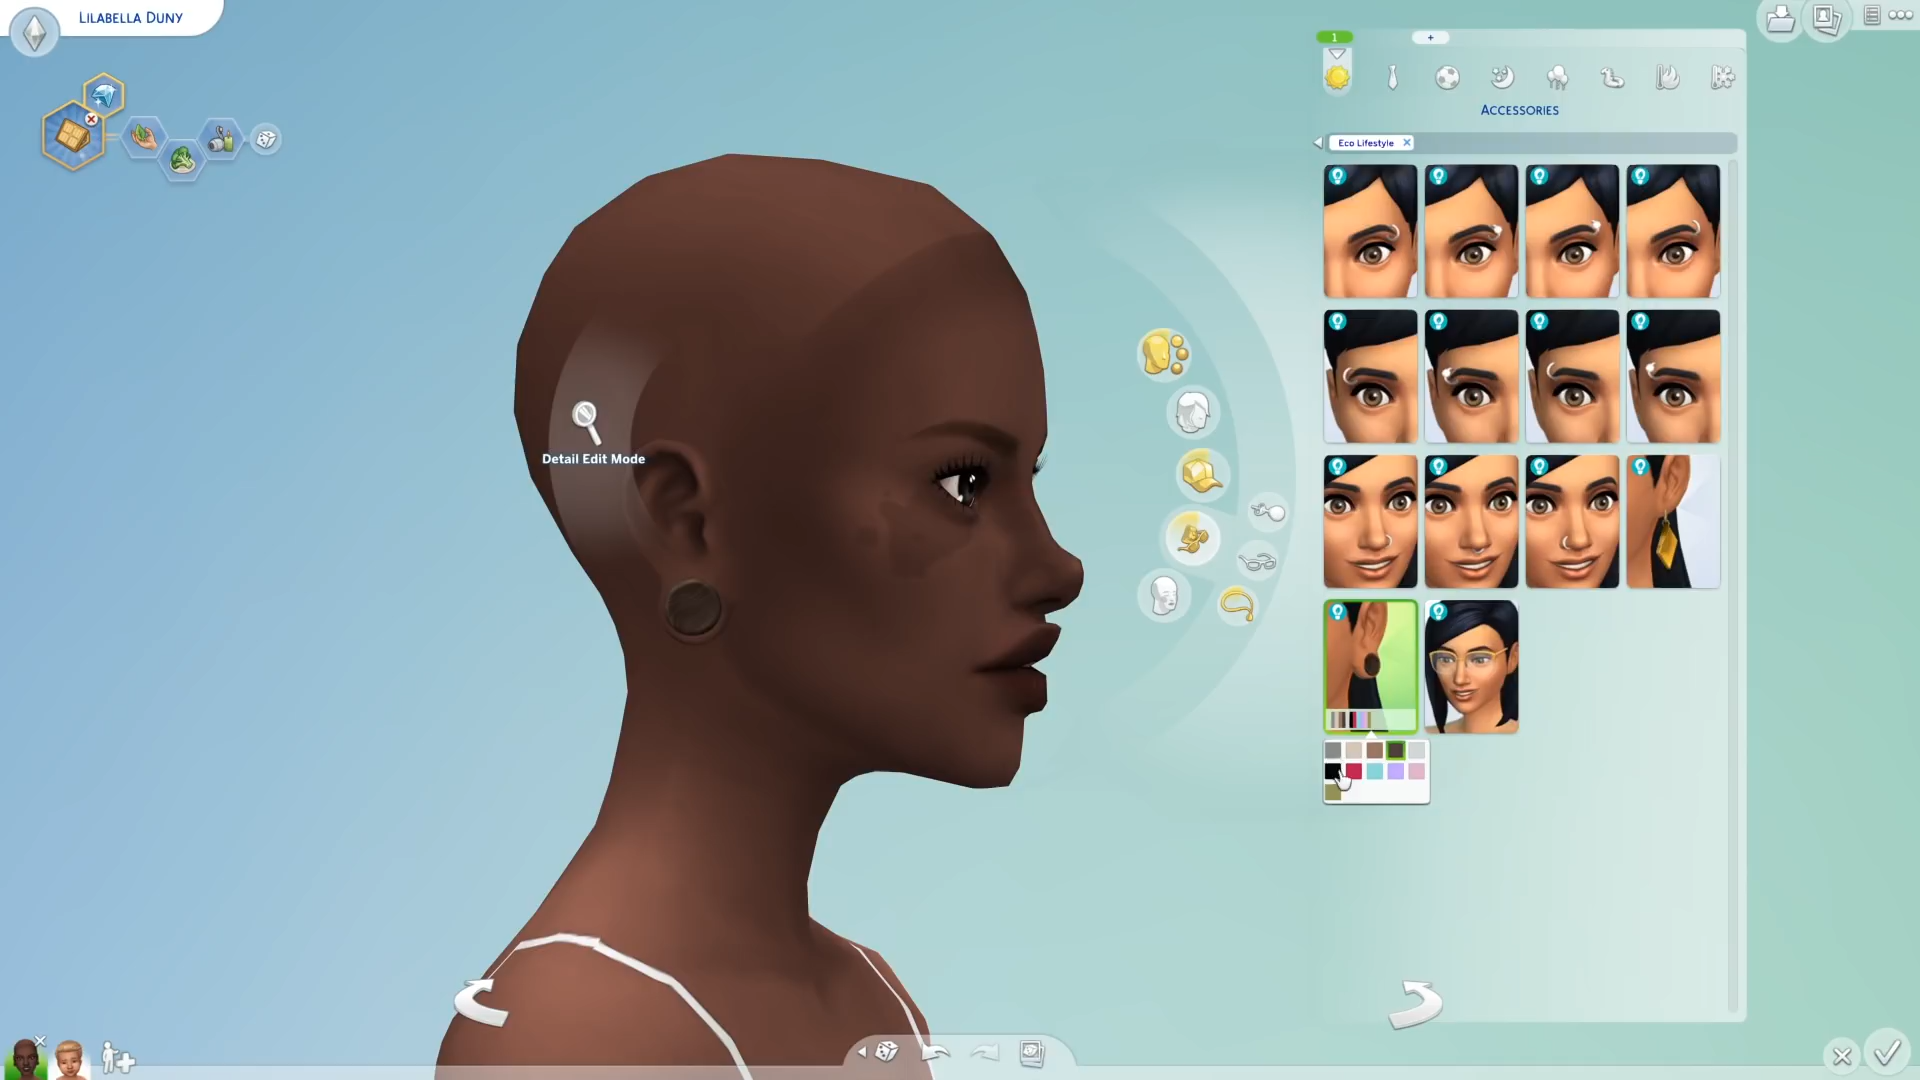 LILABELLA DUNY
1
+
ACCESSORIES
Eco Lifestyle
Detail Edit Mode